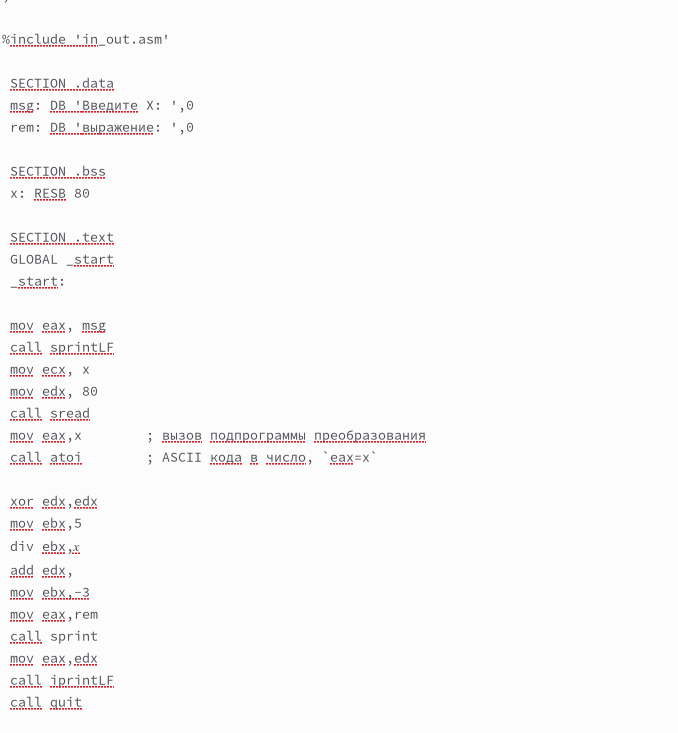 %include 'in_out.asm'
SECTION .data
msg: DB 'Введите X: ',0
rem: DB 'выражение: ',0
SECTION .bss
x: RESB 80
SECTION .text
GLOBAL _start
_start:
mov eax, msg
call sprintLF
mov ecx, x
mov edx, 80
call sread
mov eax,x ; вызов подпрограммы преобразования
call atoi ; ASCII кода в число, `eax=x`
xor edx,edx
mov ebx,5
div ebx,x
add edx,
mov ebx,-3
mov eax,rem
call sprint
mov eax,edx
call iprintLF
call quit